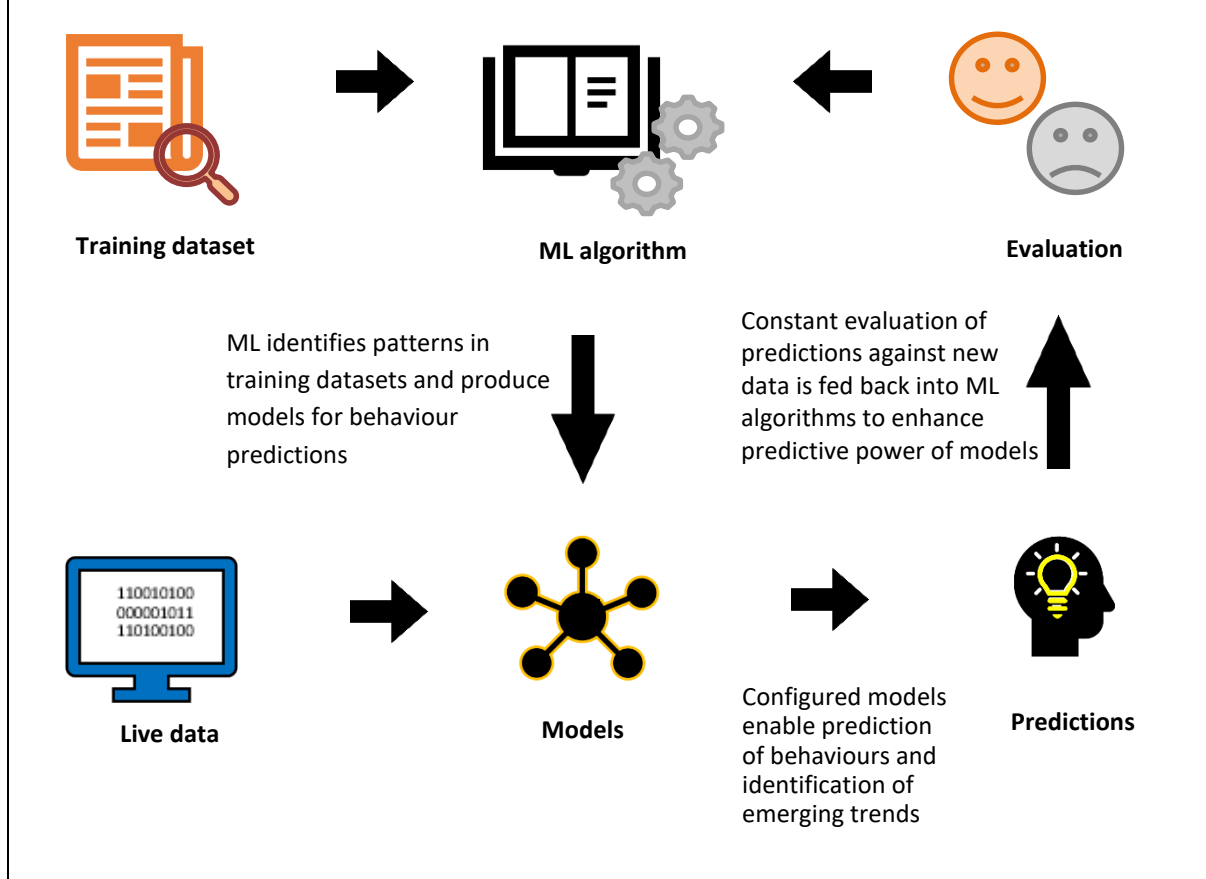 Training dataset
ML algorithm
Evaluation
ML identifies patterns in
training datasets and produce
models for behaviour
predictions
Constant evaluation of
predictions against new
data is fed back into ML
algorithms to enhance
predictive power of models
110010100
000001011
110100100
Live data
Models
Configured models
enable prediction
of behaviours and
identification of
emerging trends
Predictions